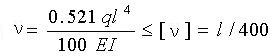 ν = 0.521 ql⁴ / 100 EI ≤ [ν] = l / 400